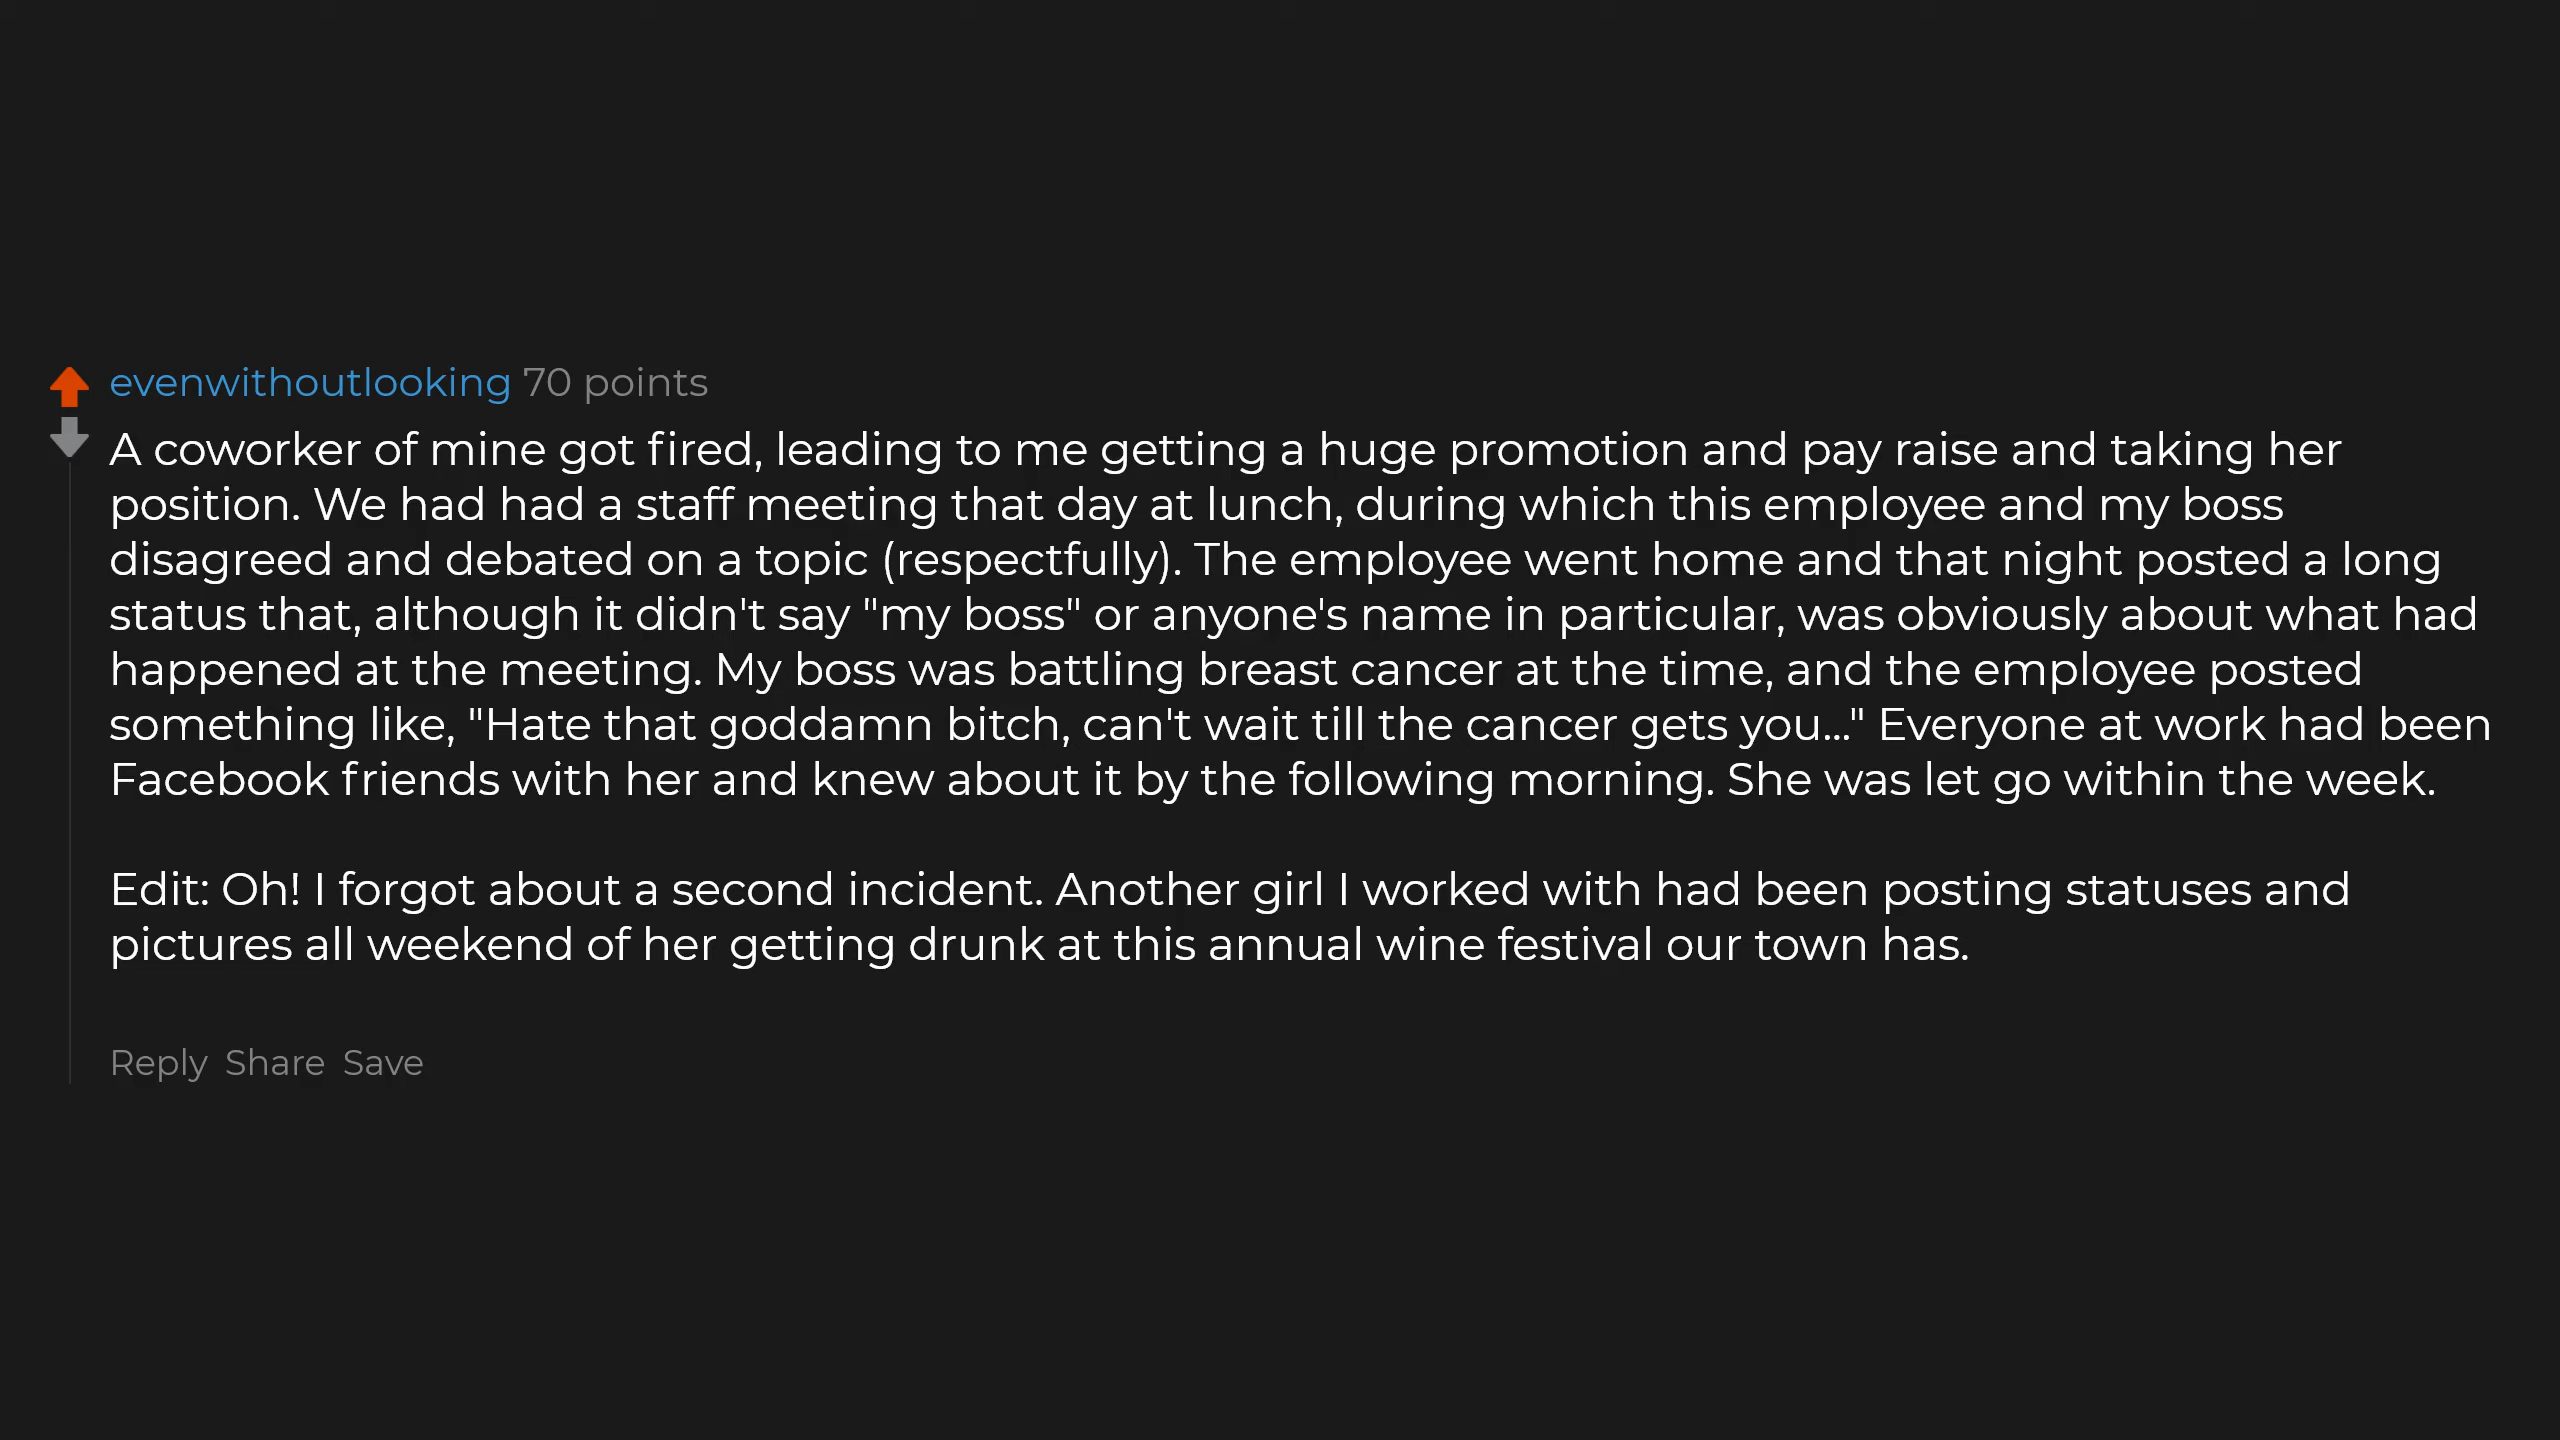 evenwithoutlooking 70 points
A coworker of mine got fired, leading to me getting a huge promotion and pay raise and taking her
position. We had had a staff meeting that day at lunch, during which this employee and my boss
disagreed and debated on a topic (respectfully). The employee went home and that night posted a long
status that, although it didn't say "my boss" or anyone's name in particular, was obviously about what had
happened at the meeting. My boss was battling breast cancer at the time, and the employee posted
something like, "Hate that goddamn bitch, can't wait till the cancer gets you..." Everyone at work had been
Facebook friends with her and knew about it by the following morning. She was let go within the week.
Edit: Oh! I forgot about a second incident. Another girl I worked with had been posting statuses and
pictures all weekend of her getting drunk at this annual wine festival our town has.
Reply Share Save